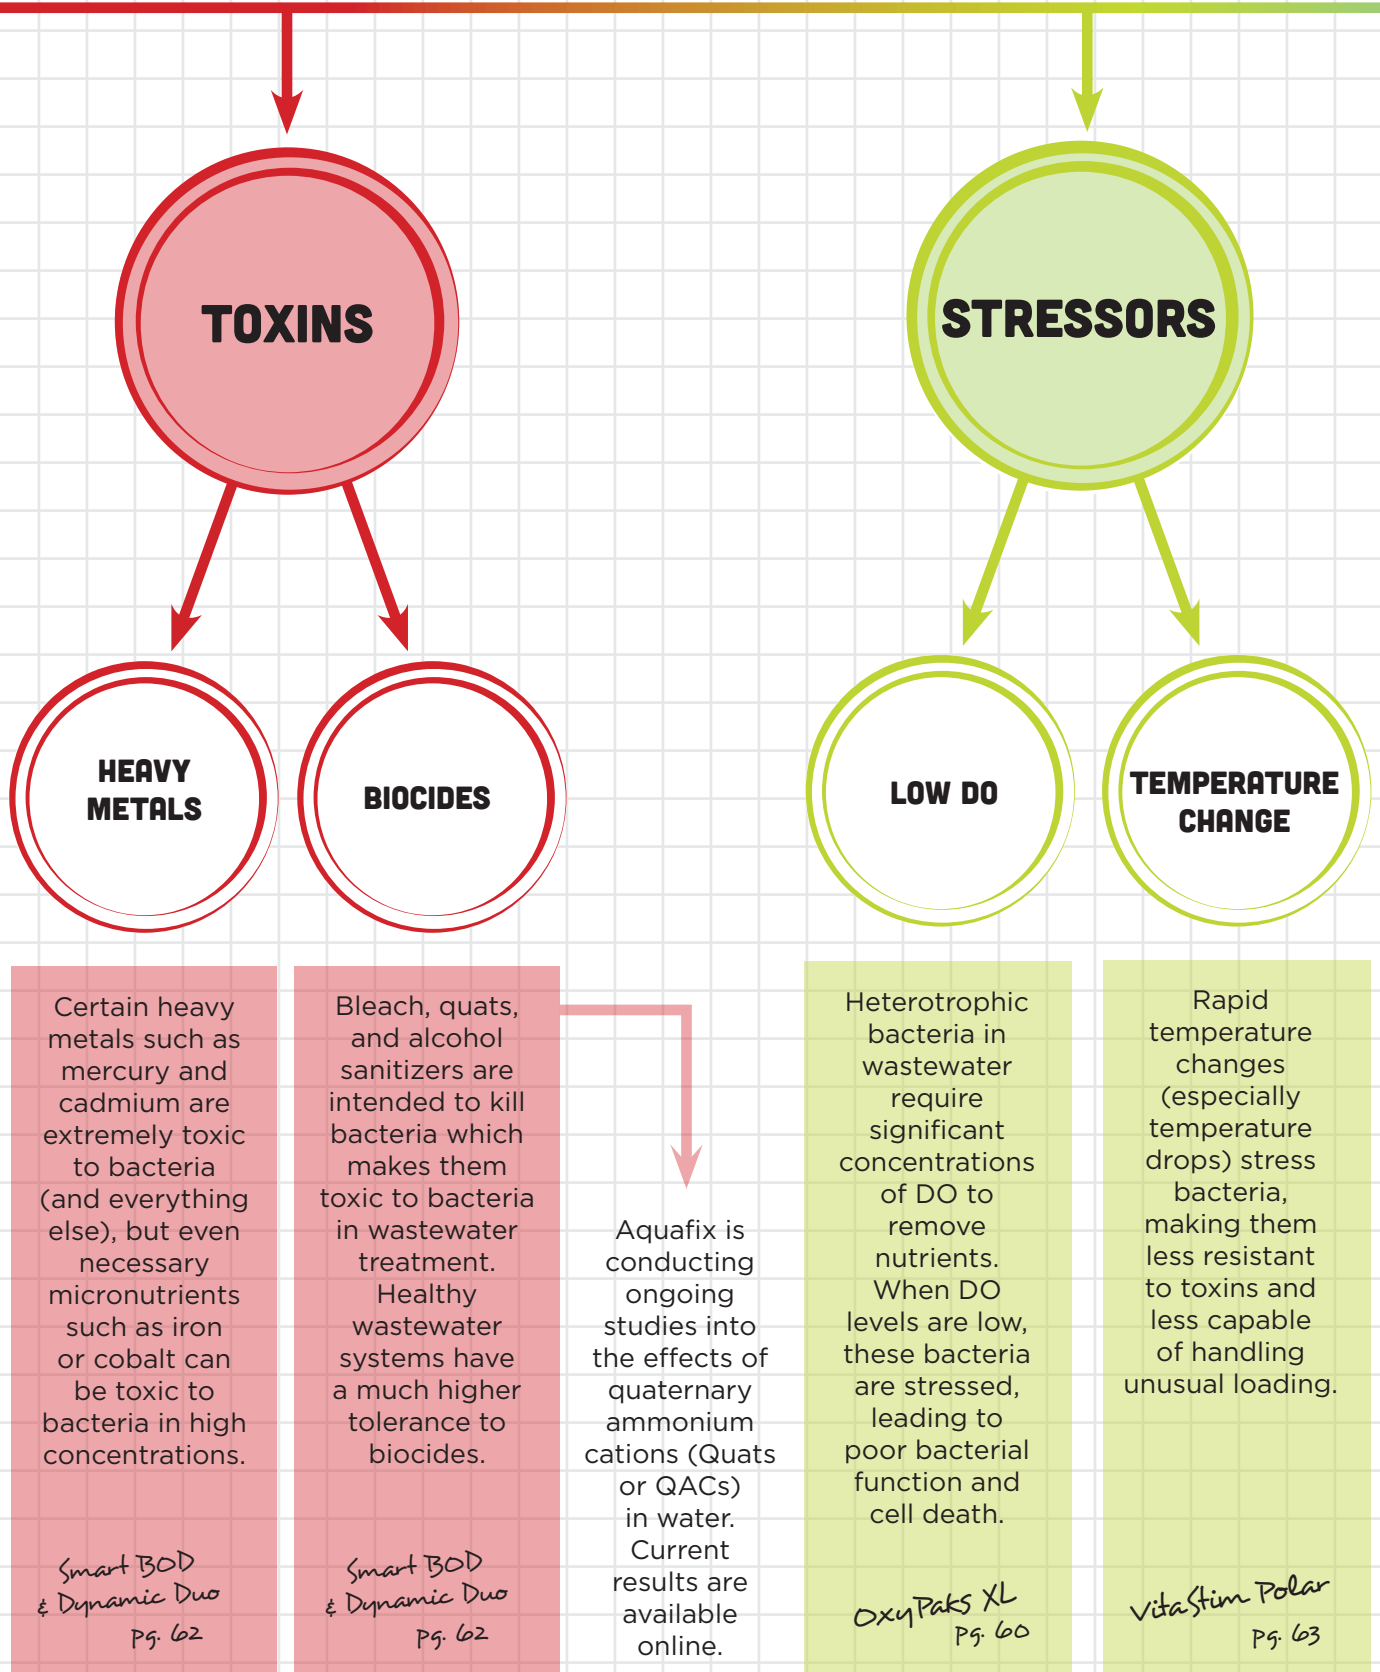 TOXINS
STRESSORS
HEAVY
METALS
BIOCIDES
LOW DO
TEMPERATURE
CHANGE
Certain heavy
metals such as
mercury and
cadmium are
extremely toxic
to bacteria
(and everything
else), but even
necessary
micronutrients
such as iron
or cobalt can
be toxic to
bacteria in high
concentrations.
Smart BOD
& Dynamic Duo
Pg. 62
Bleach, quats,
and alcohol
sanitizers are
intended to kill
bacteria which
makes them
toxic to bacteria
in wastewater
treatment.
Healthy
wastewater
systems have
a much higher
tolerance to
biocides.
Smart BOD
& Dynamic Duo
Pg. 62
Aquafix is
conducting
ongoing
studies into
the effects of
quaternary
ammonium
cations (Quats
or QACs)
in water.
Current
results are
available
online.
Heterotrophic
bacteria in
wastewater
require
significant
concentrations
of DO to
remove
nutrients.
When DO
levels are low,
these bacteria
are stressed,
leading to
poor bacterial
function and
cell death.
OxyPaks XL
Pg. 60
Rapid
temperature
changes
(especially
temperature
drops) stress
bacteria,
making them
less resistant
to toxins and
less capable
of handling
unusual loading.
VitaStim Polar
Pg. 63